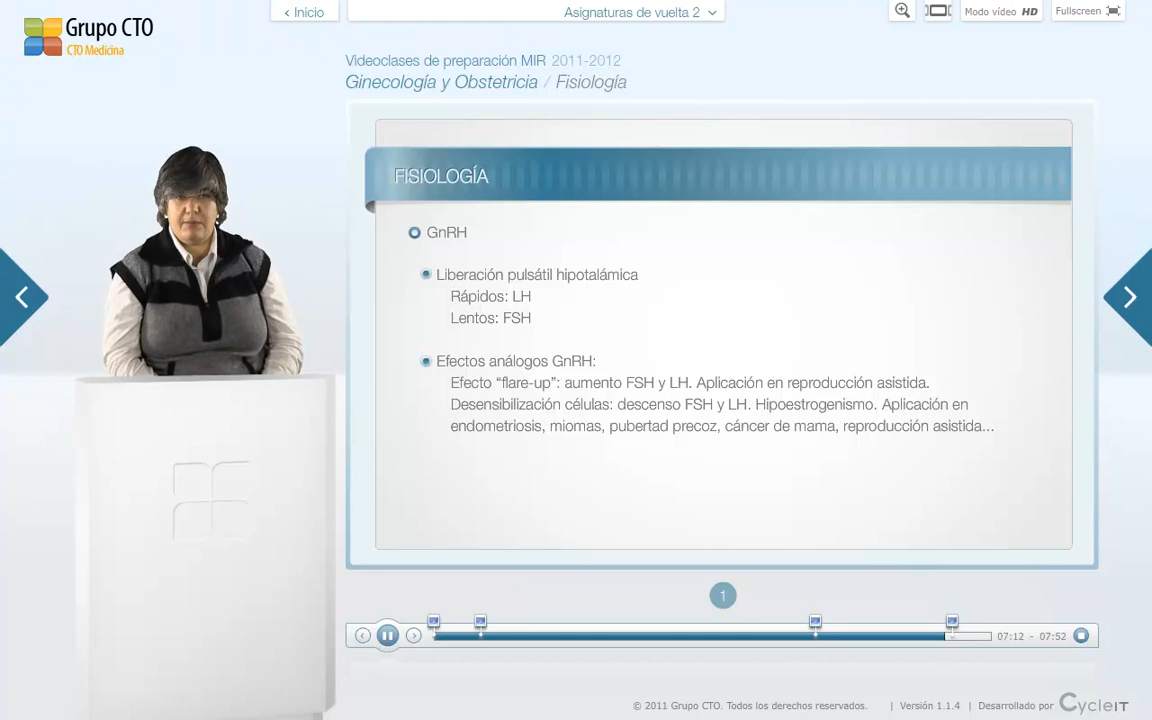 Grupo CTO
CTO Medicina
‹ Inicio
Asignaturas de vuelta 2
Modo vídeo HD
Fullscreen
Videoclases de preparación MIR 2011-2012
Ginecología y Obstetricia / Fisiología
FISIOLOGÍA
GnRH
Liberación pulsátil hipotalámica
Rápidos: LH
Lentos: FSH
Efectos análogos GnRH:
Efecto “flare-up”: aumento FSH y LH. Aplicación en reproducción asistida.
Desensibilización células: descenso FSH y LH. Hipoestrogenismo. Aplicación en
endometriosis, miomas, pubertad precoz, cáncer de mama, reproducción asistida...
1
07:12 - 07:52
© 2011 Grupo CTO. Todos los derechos reservados. | Versión 1.1.4 | Desarrollado por CycleIT